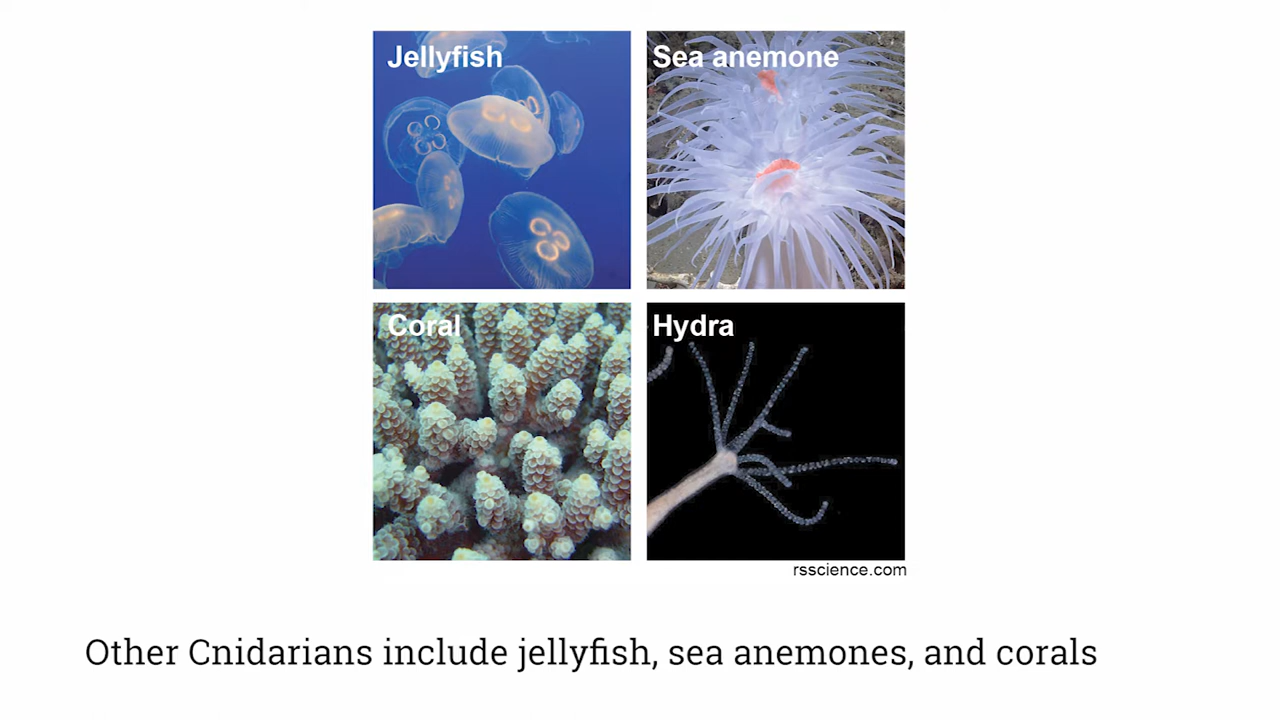 Jellyfish
Sea anemone
Coral
Hydra
rsscience.com
Other Cnidarians include jellyfish, sea anemones, and corals